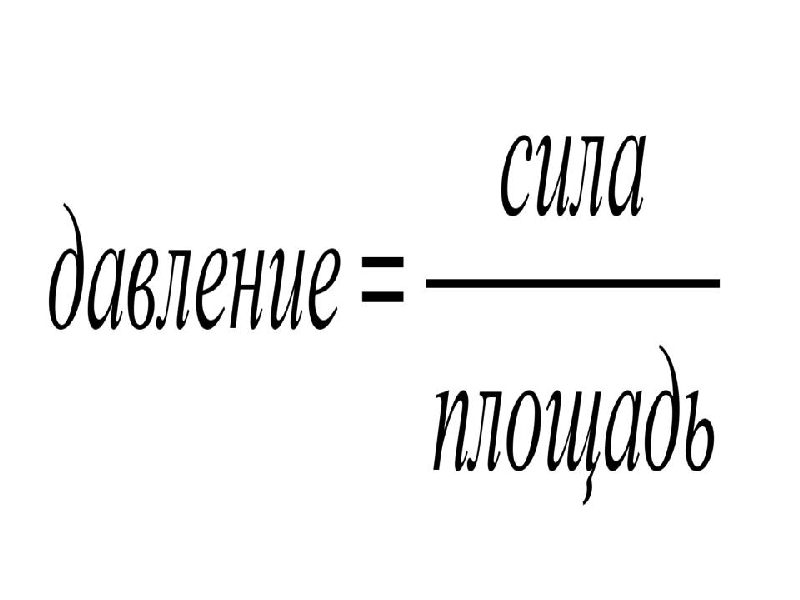 сила
давление =
площадь